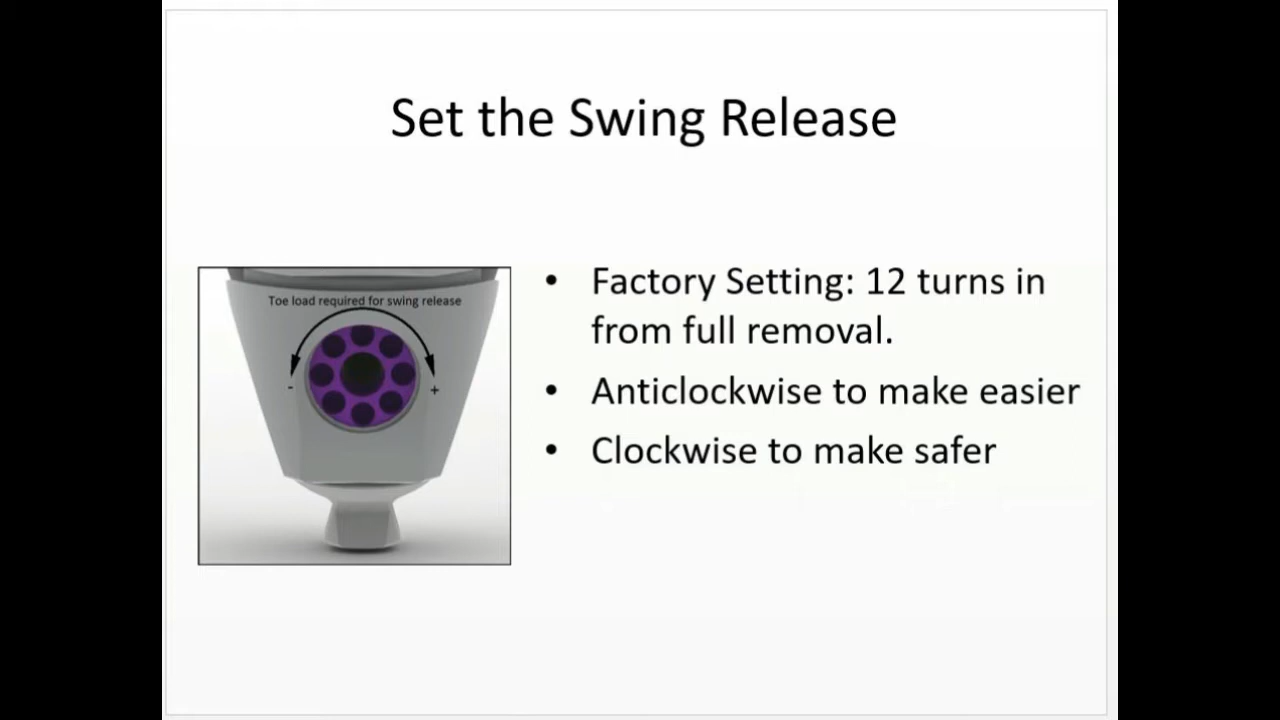 Set the Swing Release
Toe load required for swing release
- +
• Factory Setting: 12 turns in
from full removal.
• Anticlockwise to make easier
• Clockwise to make safer